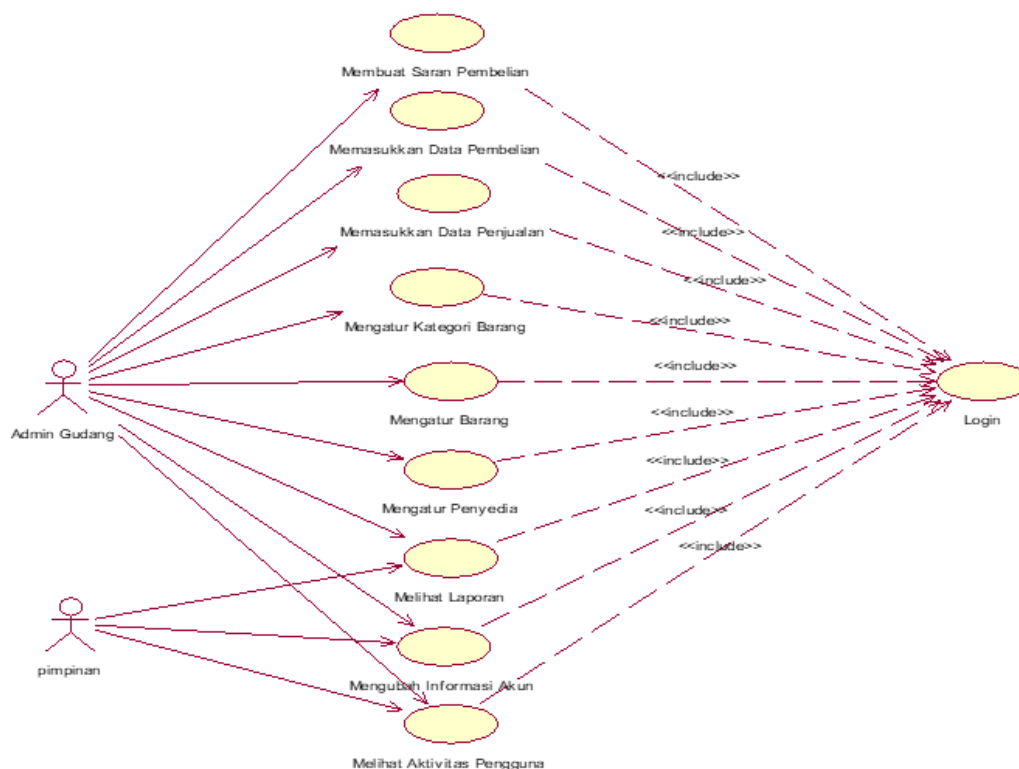 Membuat Saran Pembelian
Memasukkan Data Pembelian
<<include>>
Memasukkan Data Penjualan
<<include>>
<<include>>
Mengatur Kategori Barang
<<include>>
<<include>>
Admin Gudang
Mengatur Barang
<<include>>
Login
<<include>>
Mengatur Penyedia
<<include>>
<<include>>
Melihat Laporan
pimpinan
Mengubah Informasi Akun
Melihat Aktivitas Pengguna